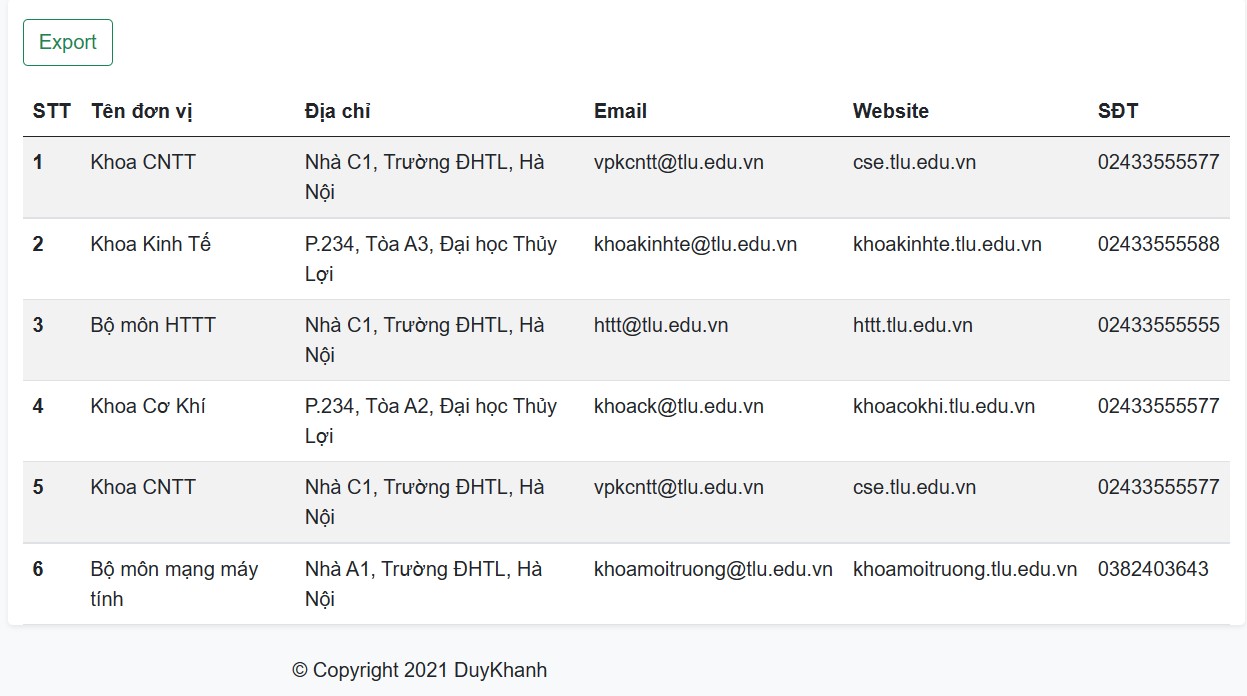 Export
STT Tên đơn vị Địa chỉ Email Website SĐT
1 Khoa CNTT Nhà C1, Trường ĐHTL, Hà vpkcntt@tlu.edu.vn cse.tlu.edu.vn 02433555577
Nội
2 Khoa Kinh Tế P.234, Tòa A3, Đại học Thủy khoakinhte@tlu.edu.vn khoakinhte.tlu.edu.vn 02433555588
Lợi
3 Bộ môn HTTT Nhà C1, Trường ĐHTL, Hà httt@tlu.edu.vn httt.tlu.edu.vn 02433555555
Nội
4 Khoa Cơ Khí P.234, Tòa A2, Đại học Thủy khoack@tlu.edu.vn khoacokhi.tlu.edu.vn 02433555577
Lợi
5 Khoa CNTT Nhà C1, Trường ĐHTL, Hà vpkcntt@tlu.edu.vn cse.tlu.edu.vn 02433555577
Nội
6 Bộ môn mạng máy Nhà A1, Trường ĐHTL, Hà khoamoitruong@tlu.edu.vn khoamoitruong.tlu.edu.vn 0382403643
tính Nội
© Copyright 2021 DuyKhanh